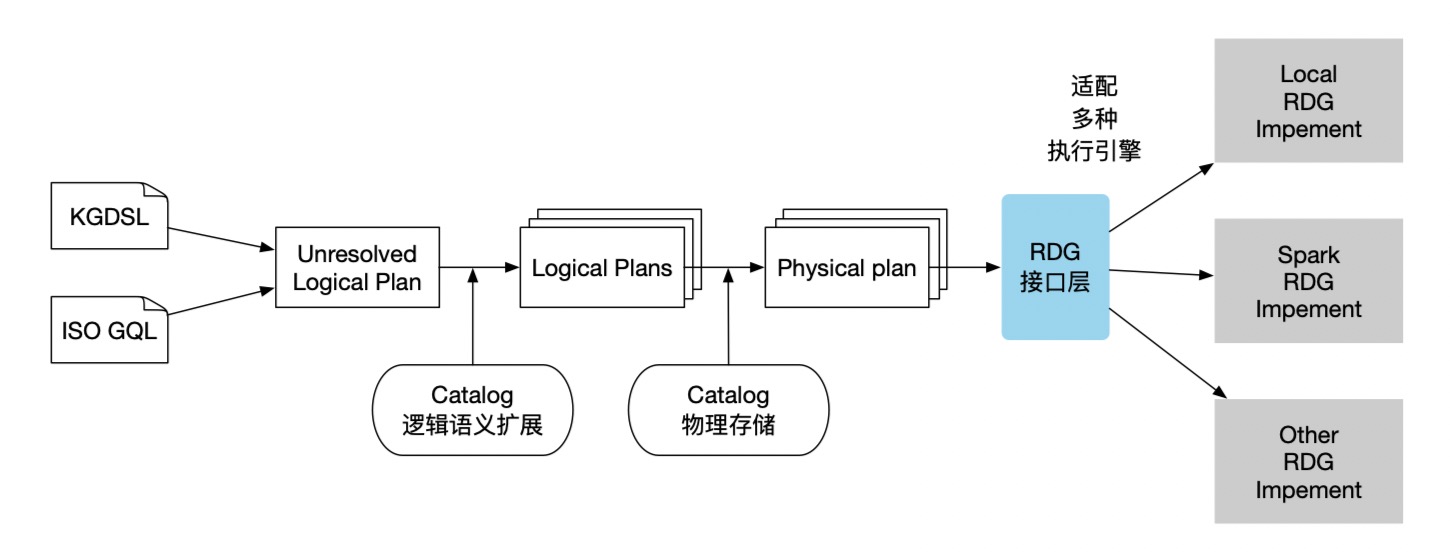 KGDSL
ISO GQL
Unresolved
Logical Plan
Catalog
逻辑语义扩展
Logical Plans
Catalog
物理存储
Physical plan
适配
多种
执行引擎
RDG
接口层
Local
RDG
Impement
Spark
RDG
Impement
Other
RDG
Impement